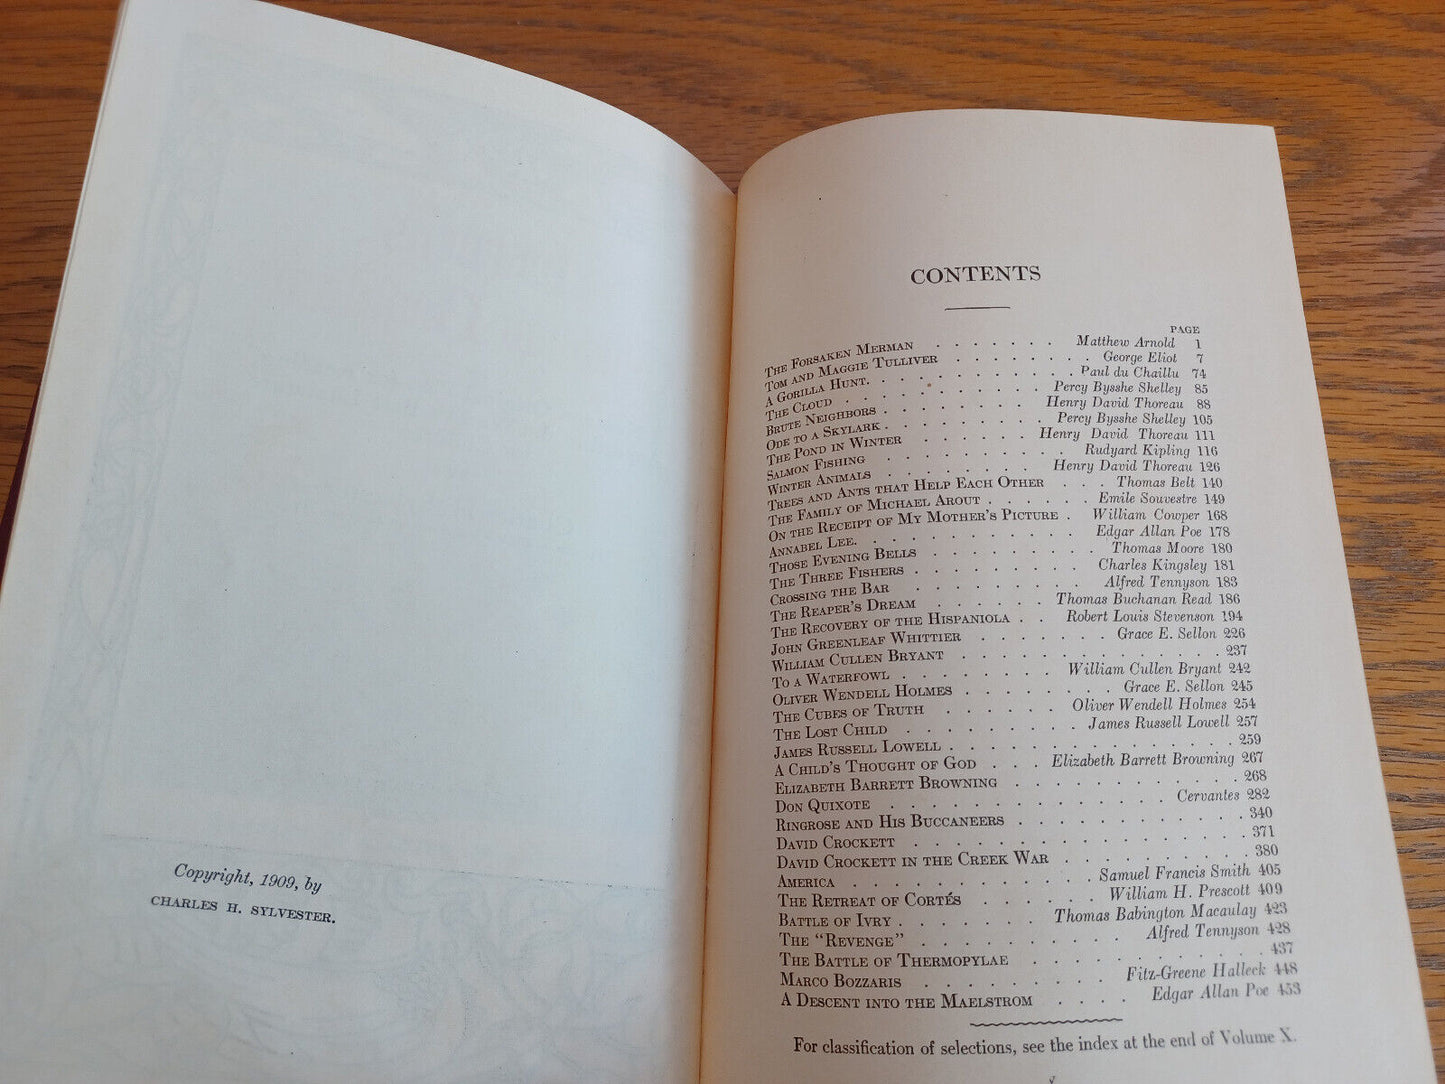 Copyright, 1909, by
CHARLES H. SYLVESTER.
CONTENTS
PAGE
THE FORSAKEN MERMAN . . . . . . Matthew Arnold 1
TOM AND MAGGIE TULLIVER . . . . . . . . George Eliot 7
A GORILLA HUNT. . . . . . . . . . . . . Paul du Chaillu 74
THE CLOUD . . . . . . . . . . . . Percy Bysshe Shelley 85
BRUTE NEIGHBORS . . . . . . . . . Henry David Thoreau 88
ODE TO A SKYLARK . . . . . . . . . Percy Bysshe Shelley 105
THE POND IN WINTER . . . . . . Henry David Thoreau 111
SALMON FISHING . . . . . . . . . . Rudyard Kipling 116
WINTER ANIMALS . . . . . . . . Henry David Thoreau 126
TREES AND ANTS THAT HELP EACH OTHER . . . Thomas Belt 140
THE FAMILY OF MICHAEL AROUT . . . . . . Emile Souvestre 149
ON THE RECEIPT OF MY MOTHER'S PICTURE . William Cowper 168
ANNABEL LEE. . . . . . . . . . . . Edgar Allan Poe 178
THOSE EVENING BELLS . . . . . . . . . Thomas Moore 180
THE THREE FISHERS . . . . . . . . . Charles Kingsley 181
CROSSING THE BAR . . . . . . . . Alfred Tennyson 183
THE REAPER'S DREAM . . . . . . Thomas Buchanan Read 186
THE RECOVERY OF THE HISPANIOLA . . Robert Louis Stevenson 194
JOHN GREENLEAF WHITTIER . . . . . . . Grace E. Sellon 226
WILLIAM CULLEN BRYANT . . . . . . . . . . . . . . 237
TO A WATERFOWL . . . . . . . . William Cullen Bryant 242
OLIVER WENDELL HOLMES . . . . . . . . Grace E. Sellon 245
THE CUBES OF TRUTH . . . . . . Oliver Wendell Holmes 254
THE LOST CHILD . . . . . . . . . . James Russell Lowell 257
JAMES RUSSELL LOWELL . . . . . . . . . . . . . . . 259
A CHILD'S THOUGHT OF GOD . . . Elizabeth Barrett Browning 267
ELIZABETH BARRETT BROWNING . . . . . . . . . . . . 268
DON QUIXOTE . . . . . . . . . . . . . . . Cervantes 282
RINGROSE AND HIS BUCCANEERS . . . . . . . . . . . . 340
DAVID CROCKETT . . . . . . . . . . . . . . . . . 371
DAVID CROCKETT IN THE CREEK WAR . . . . . . . . . . 380
AMERICA . . . . . . . . . . . . Samuel Francis Smith 405
THE RETREAT OF CORTÉS . . . . . . William H. Prescott 409
BATTLE OF IVRY . . . . . . . . Thomas Babington Macaulay 423
THE "REVENGE" . . . . . . . . . . Alfred Tennyson 428
THE BATTLE OF THERMOPYLAE . . . . . . . . . . . . 437
MARCO BOZZARIS . . . . . . . . . Fitz-Greene Halleck 448
A DESCENT INTO THE MAELSTROM . . . . Edgar Allan Poe 453
For classification of selections, see the index at the end of Volume X.
v